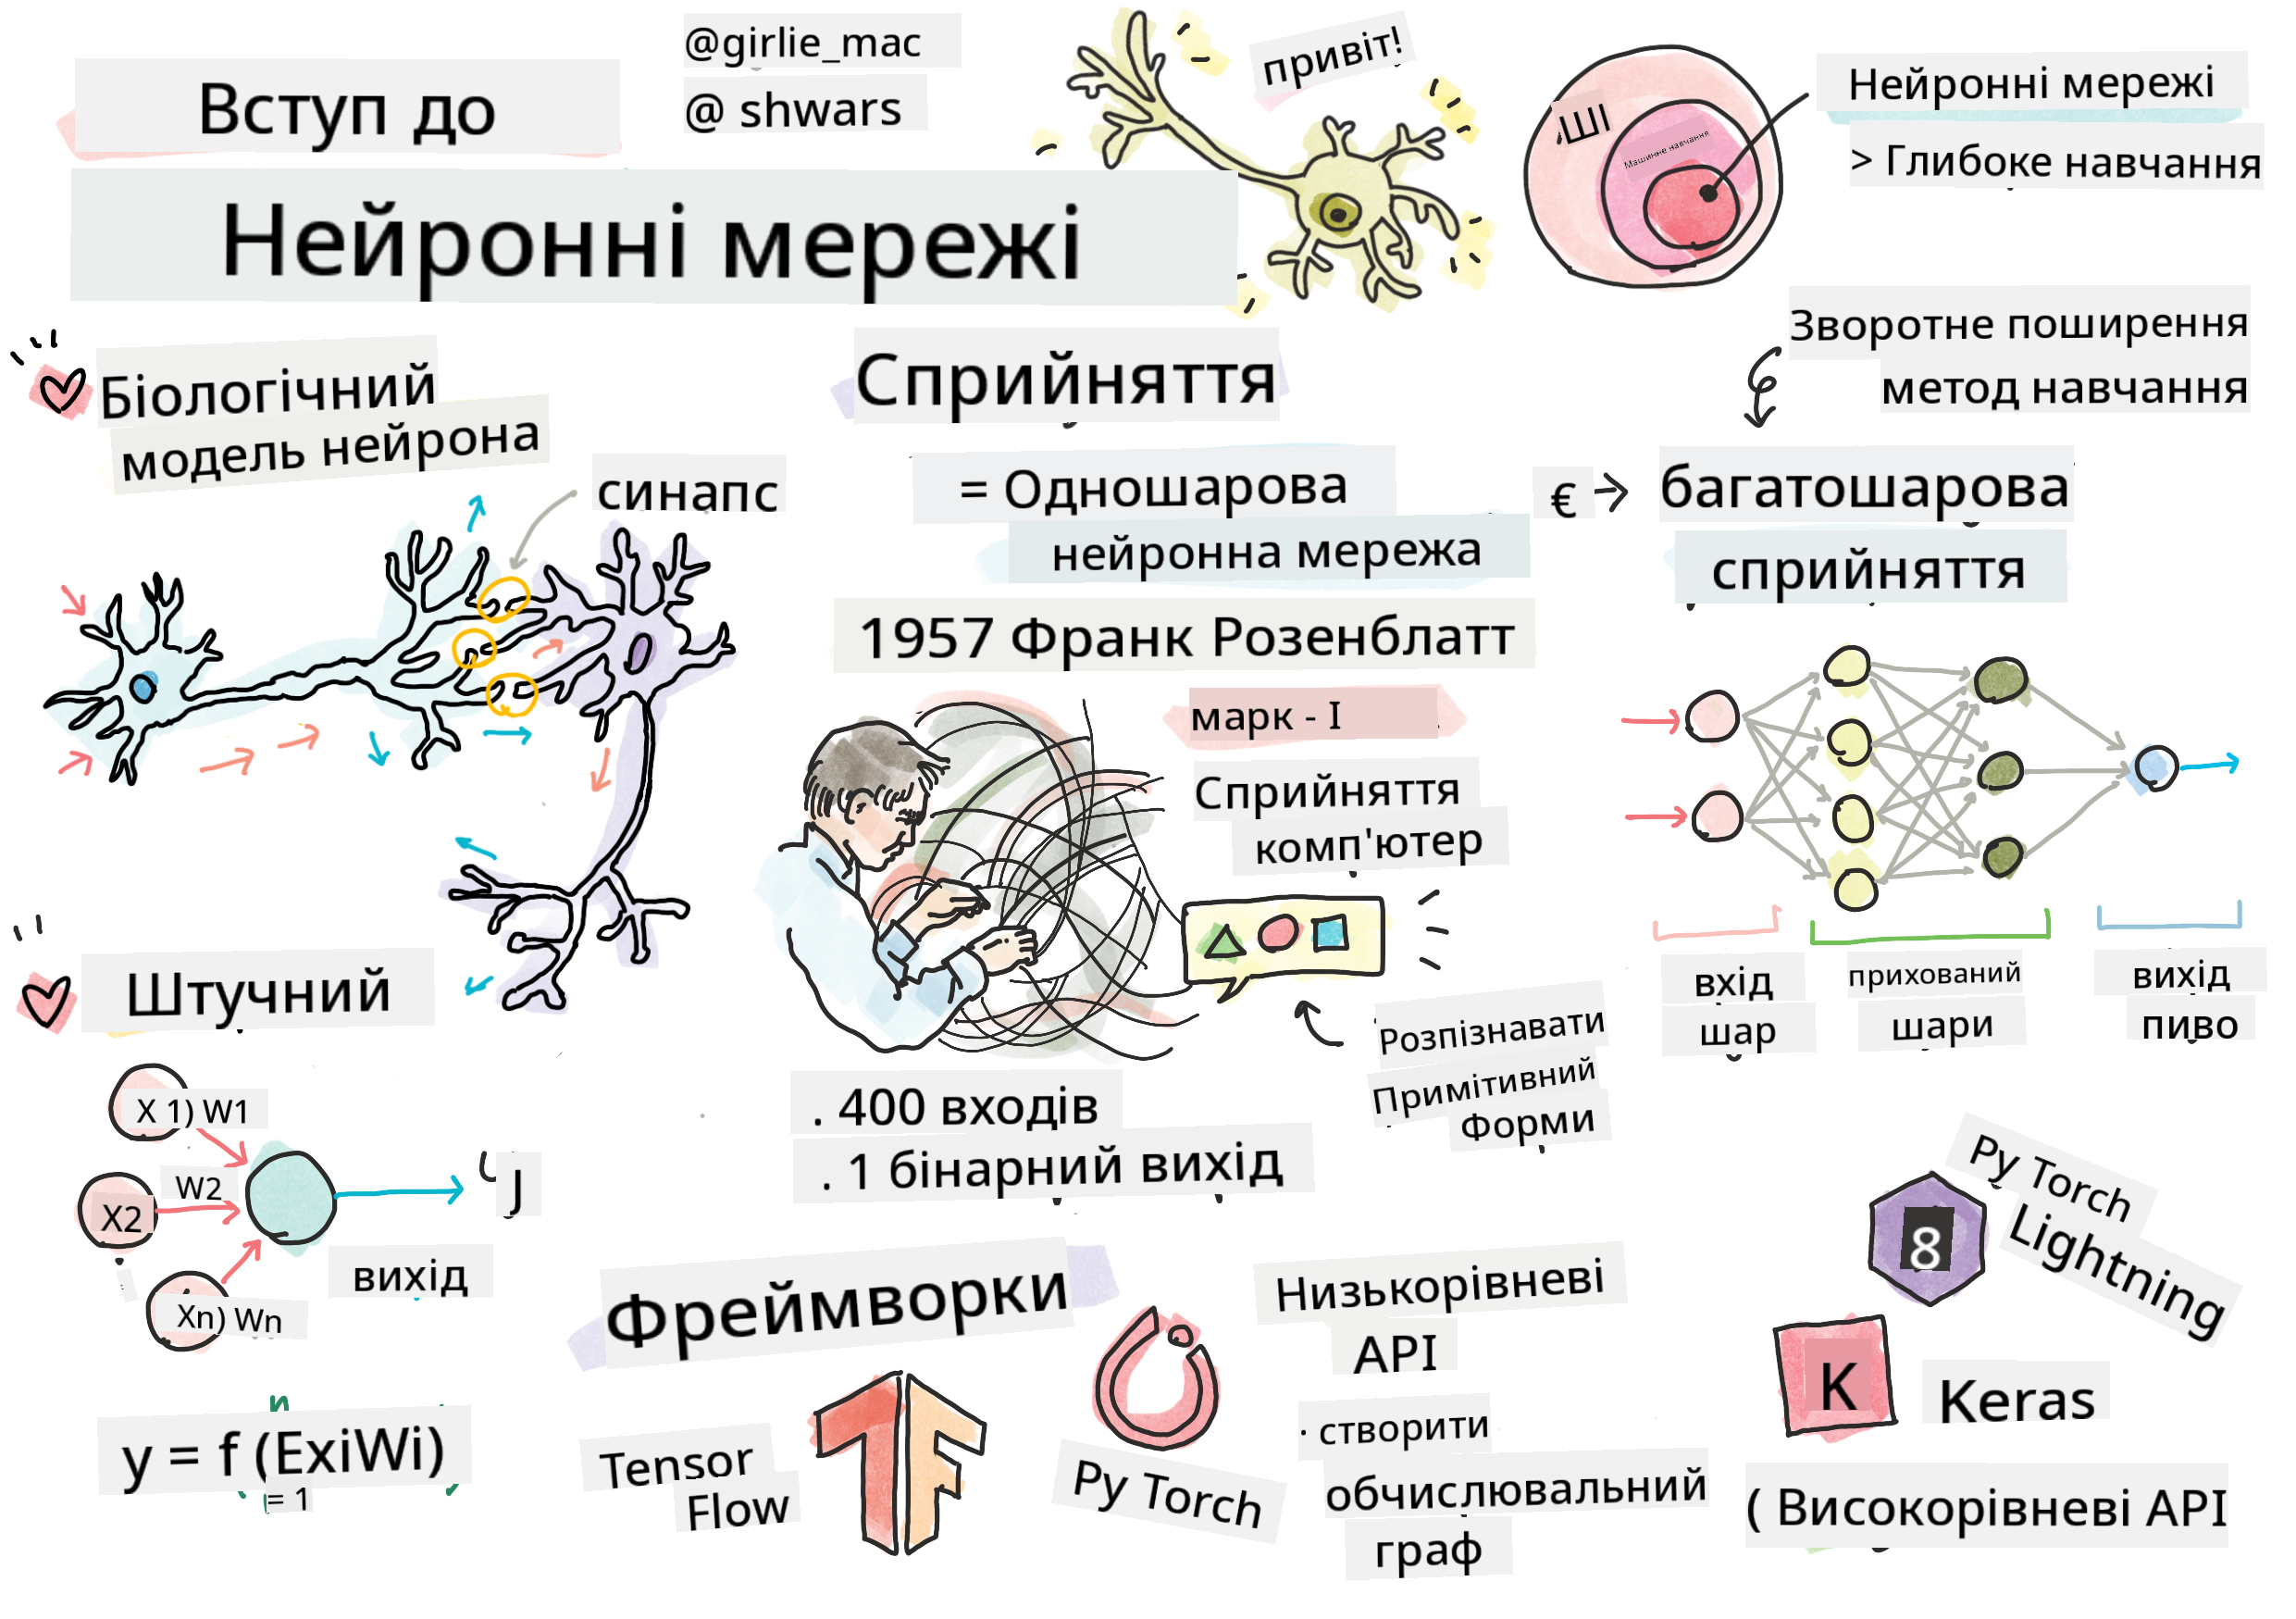 Вступ до
Нейронні мережі
@girlie_mac
@ shwars
привіт!
ШІ
Машинне навчання
Нейронні мережі
> Глибоке навчання
Біологічний
модель нейрона
синапс
Сприйняття
= Одношарова
нейронна мережа
1957 Франк Розенблатт
марк - I
Сприйняття
комп'ютер
Розпізнавати
Примітивний
Форми
. 400 входів
. 1 бінарний вихід
Зворотне поширення
метод навчання
€
багатошарова
сприйняття
вхід
шар
прихований
шари
вихід
пиво
Штучний
X 1) W1
W2
X2
Xn) Wn
J
вихід
n
y = f (ExiWi)
= 1
Фреймворки
Tensor
Flow
Py Torch
Низькорівневі
API
· створити
обчислювальний
граф
8
Py Torch
Lightning
K
Keras
( Високорівневі API